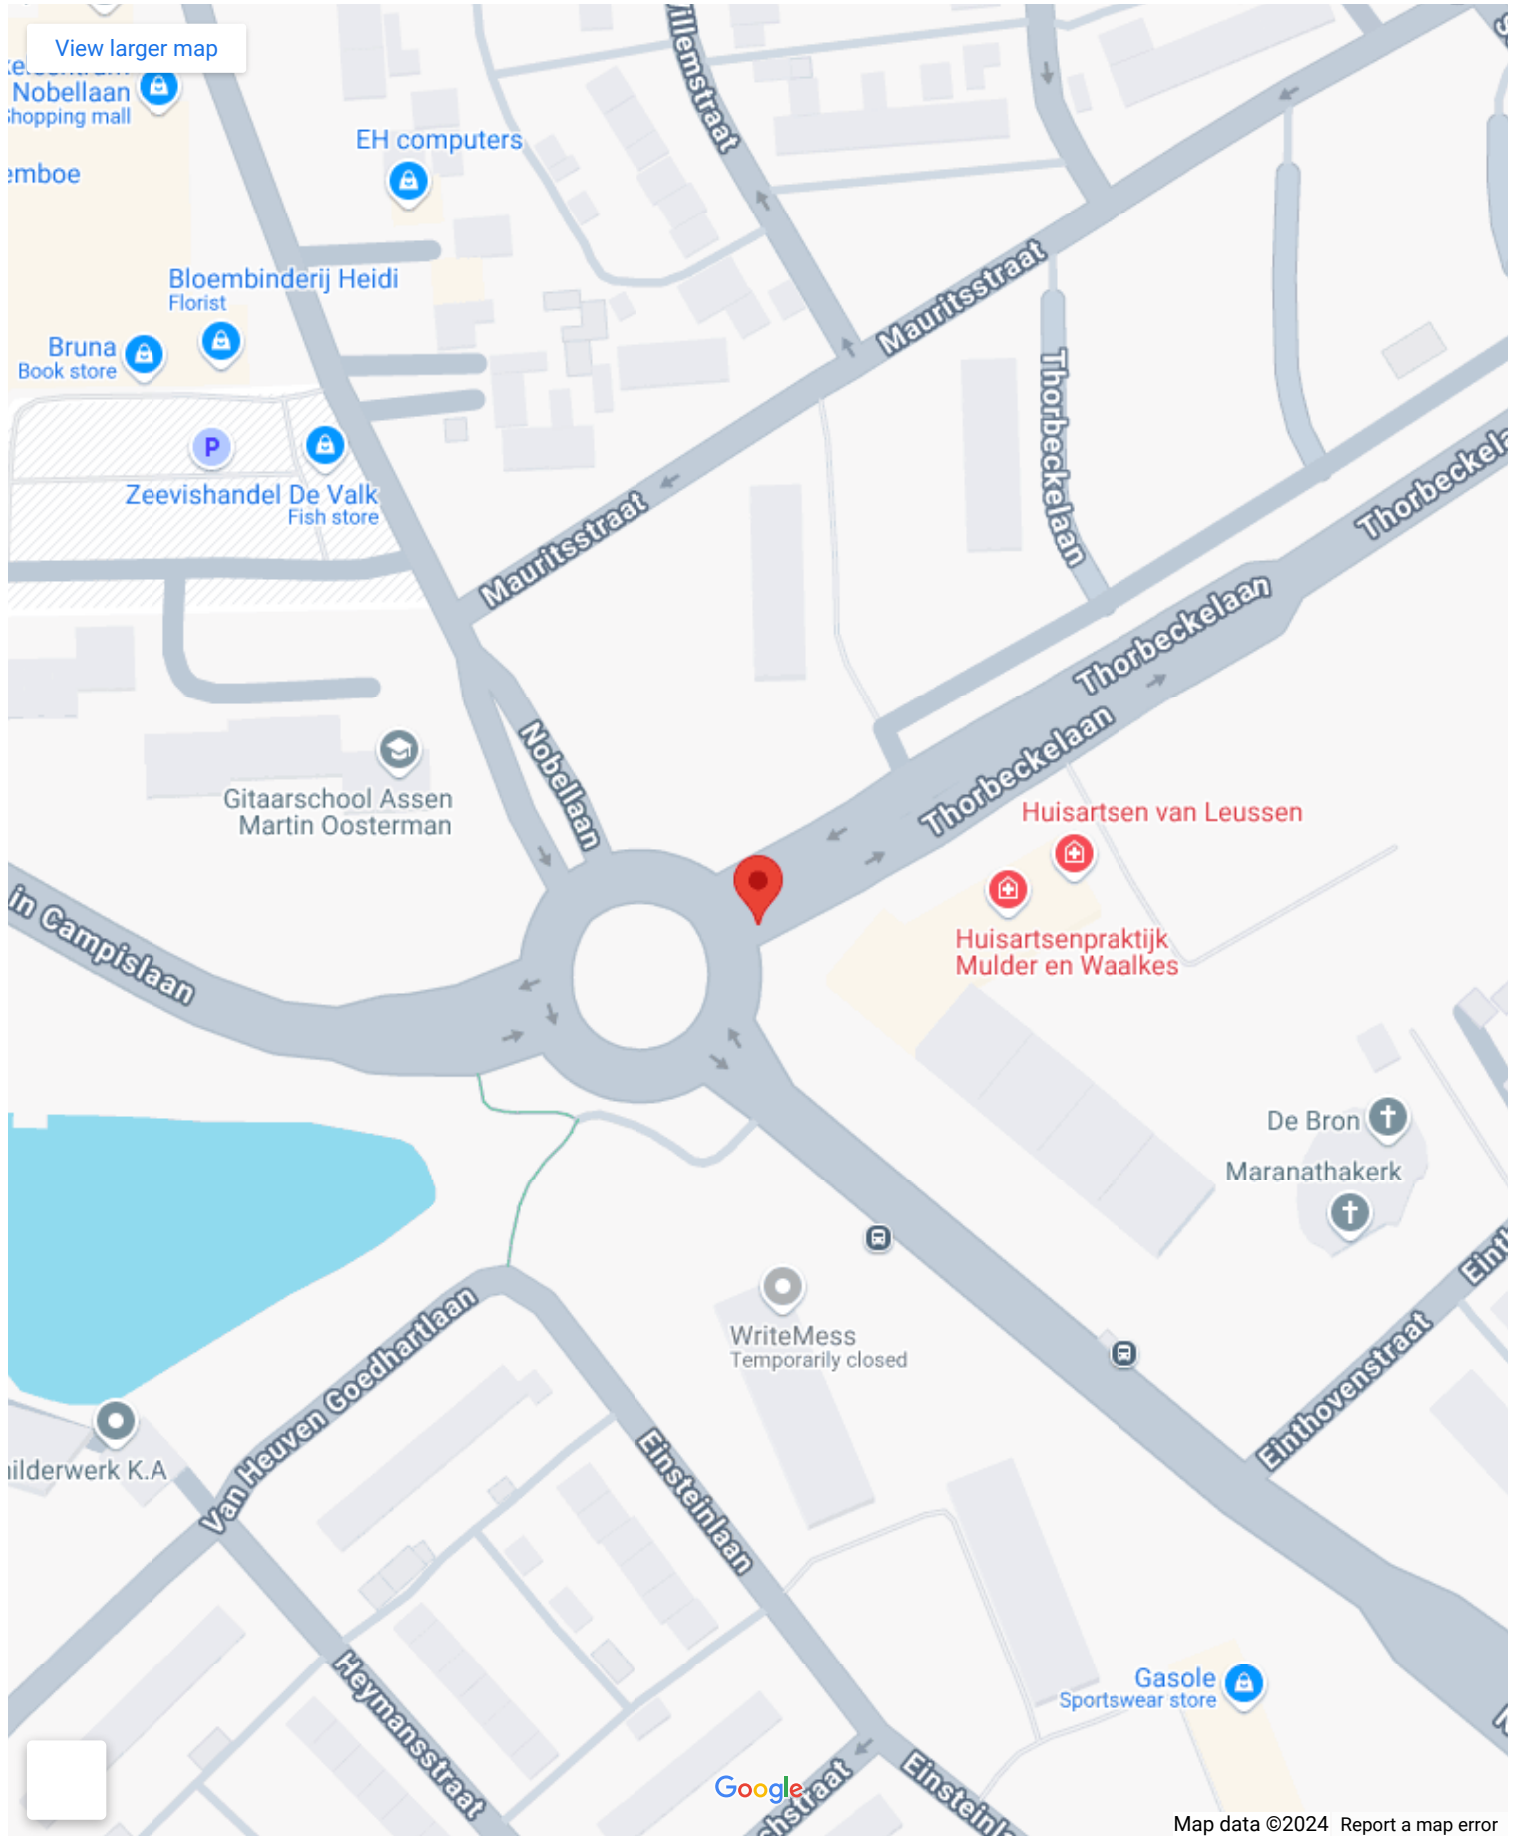 View larger map
Nobellaan
Shopping mall
EH computers
Bloembinderij Heidi
Florist
Bruna
Book store
P
Zeevishandel De Valk
Fish store
Mauritsstraat
Mauritsstraat
Thorbeckelaan
Thorbeckelaan
Thorbeckelaan
Nobellaan
Gitaarschool Assen
Martin Oosterman
Huisartsen van Leussen
Huisartsenpraktijk
Mulder en Waalkes
in Campislaan
De Bron
Maranathakerk
WriteMess
Temporarily closed
Van Heuven Goedhartlaan
Einthovenstraat
Einsteinlaan
Heymansstraat
Gasole
Sportswear store
Google
Map data ©2024
Report a map error